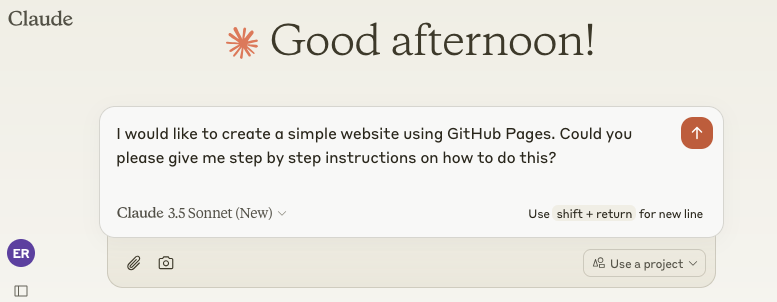 Claude
Good afternoon!
I would like to create a simple website using GitHub Pages. Could you
please give me step by step instructions on how to do this?
Claude 3.5 Sonnet (New)
Use shift + return for new line
ER
Use a project